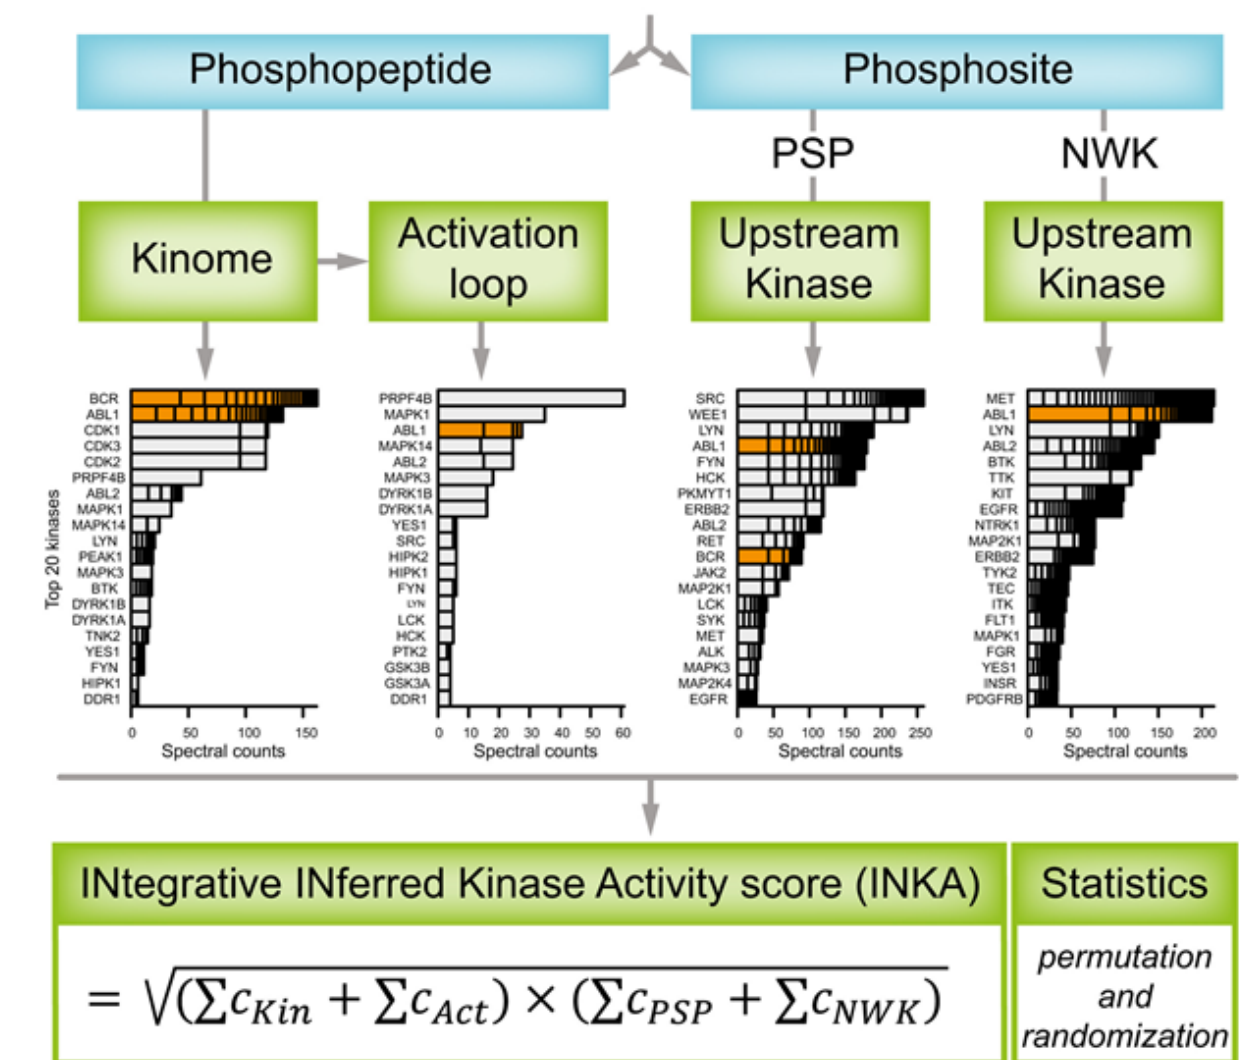 Phosphopeptide
Phosphosite
PSP
NWK
Kinome
Activation
loop
Upstream
Kinase
Upstream
Kinase
Top 20 kinases
BCR
ABL1
CDK1
CDK3
CDK2
PRPF4B
ABL2
MAPK1
MAPK14
LYN
PEAK1
MAPK3
BTK
DYRK1B
DYRK1A
TNK2
YES1
FYN
HIPK1
DDR1
0 50 100 150
Spectral counts
PRPF4B
MAPK1
ABL1
MAPK14
ABL2
MAPK3
DYRK1B
DYRK1A
YES1
SRC
HIPK2
HIPK1
FYN
LYN
LCK
HCK
PTK2
GSK3B
GSK3A
DDR1
0 10 20 30 40 50 60
Spectral counts
SRC
WEE1
LYN
ABL1
FYN
HCK
PKMYT1
ERBB2
ABL2
RET
BCR
JAK2
MAP2K1
LCK
SYK
MET
ALK
MAPK3
MAP2K4
EGFR
0 50 100 150 200 250
Spectral counts
MET
ABL1
LYN
ABL2
BTK
TTK
KIT
EGFR
NTRK1
MAP2K1
ERBB2
TYK2
TEC
ITK
FLT1
MAPK1
FGR
YES1
INSR
PDGFRB
0 50 100 150 200
Spectral counts
INtegrative INferred Kinase Activity score (INKA)
= √(∑c_Kin + ∑c_Act) × (∑c_PSP + ∑c_NWK)
Statistics
permutation
and
randomization